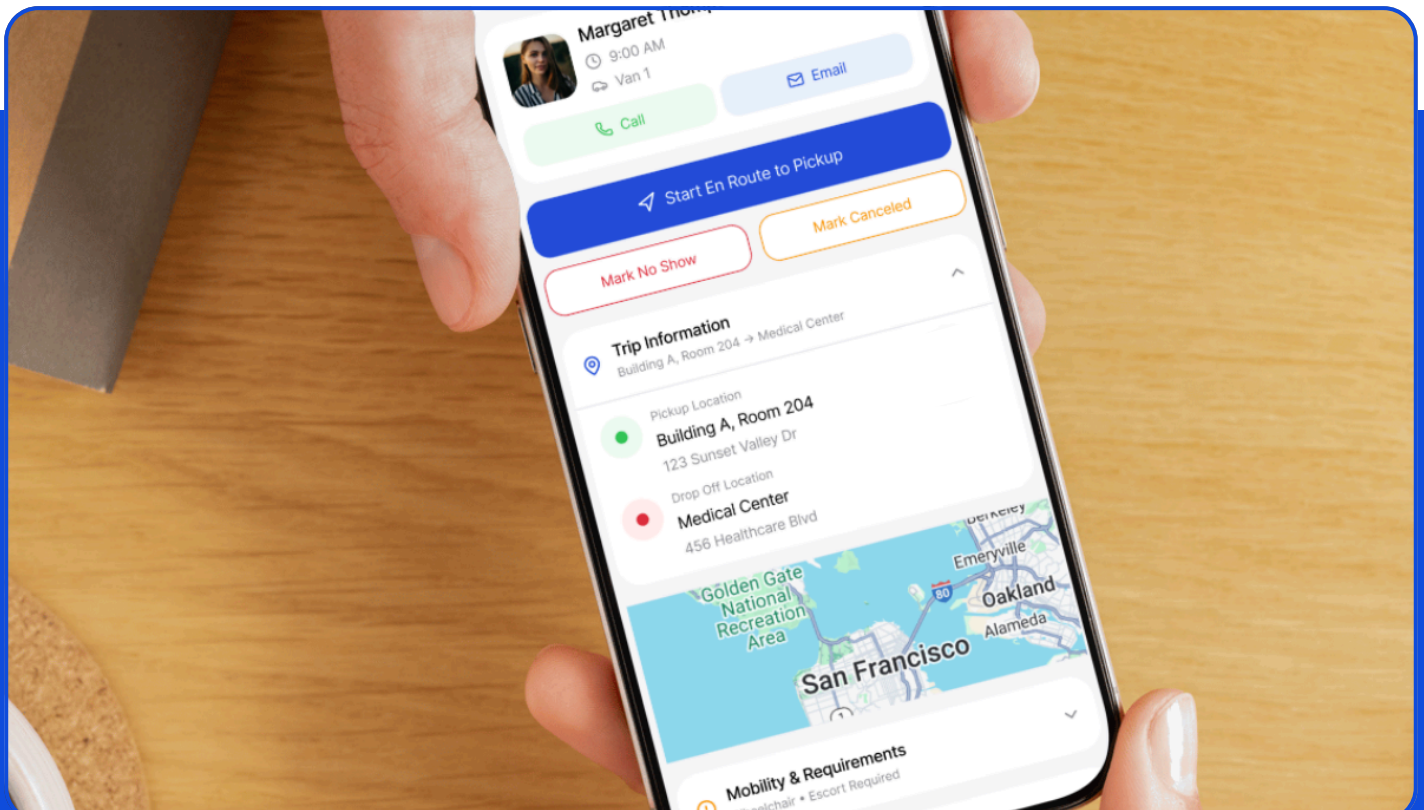 Margaret
9:00 AM
Van 1
Call
Email
Start En Route to Pickup
Mark No Show
Mark Canceled
Trip Information
Building A, Room 204 → Medical Center
Pickup Location
Building A, Room 204
123 Sunset Valley Dr
Drop Off Location
Medical Center
456 Healthcare Blvd
Berkeley
Golden Gate
National
Recreation
Area
Emeryville
80
Oakland
Alameda
San Francisco
1
Mobility & Requirements
• Escort Required